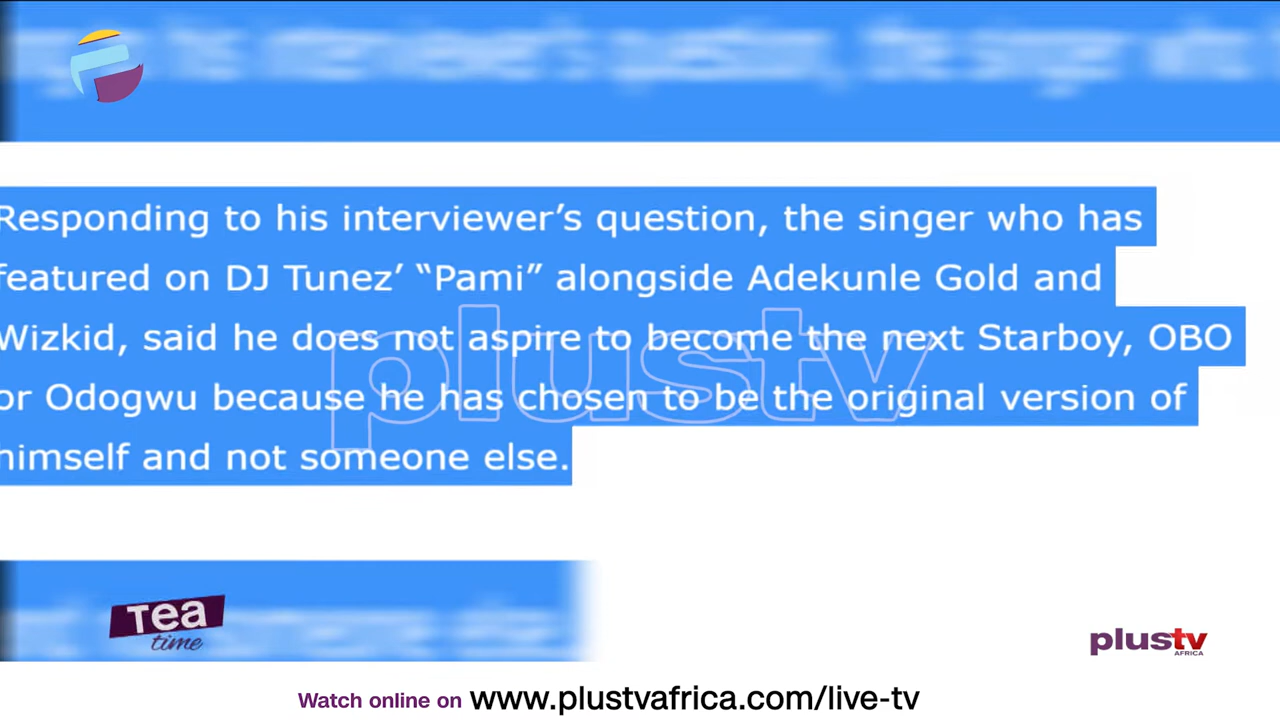 Responding to his interviewer’s question, the singer who has
featured on DJ Tunez’ “Pami” alongside Adekunle Gold and
Wizkid, said he does not aspire to become the next Starboy, OBO
or Odogwu because he has chosen to be the original version of
himself and not someone else.
plustv
Tea
time
plustv
AFRICA
Watch online on www.plustvafrica.com/live-tv